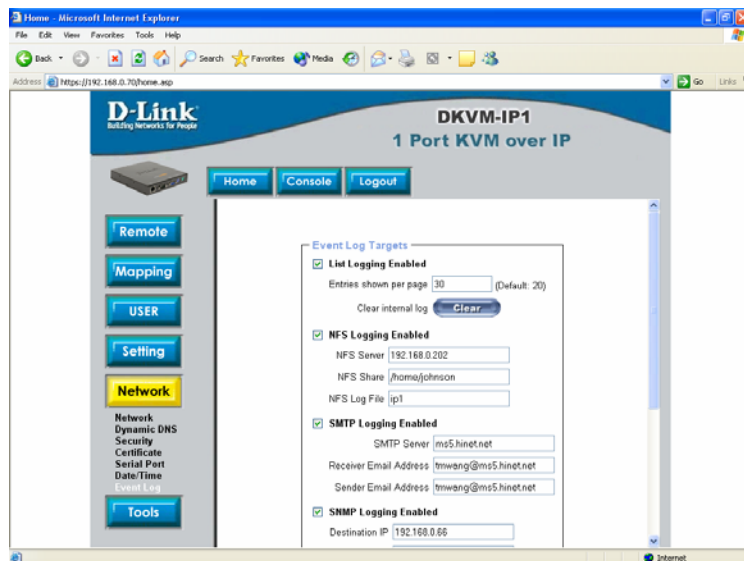 Home - Microsoft Internet Explorer
File Edit View Favorites Tools Help
Back Search Favorites Media
Address https://192.168.0.70/home.asp Go Links
D-Link
Building Networks for People
DKVM-IP1
1 Port KVM over IP
Home Console Logout
Remote
Mapping
USER
Setting
Network
Network
Dynamic DNS
Security
Certificate
Serial Port
Date/Time
Event Log
Tools
Event Log Targets
List Logging Enabled
Entries shown per page 30 (Default: 20)
Clear internal log Clear
NFS Logging Enabled
NFS Server 192.168.0.202
NFS Share /home/johnson
NFS Log File ip1
SMTP Logging Enabled
SMTP Server ms5.hinet.net
Receiver Email Address tmwang@ms5.hinet.net
Sender Email Address tmwang@ms5.hinet.net
SNMP Logging Enabled
Destination IP 192.168.0.66
Internet